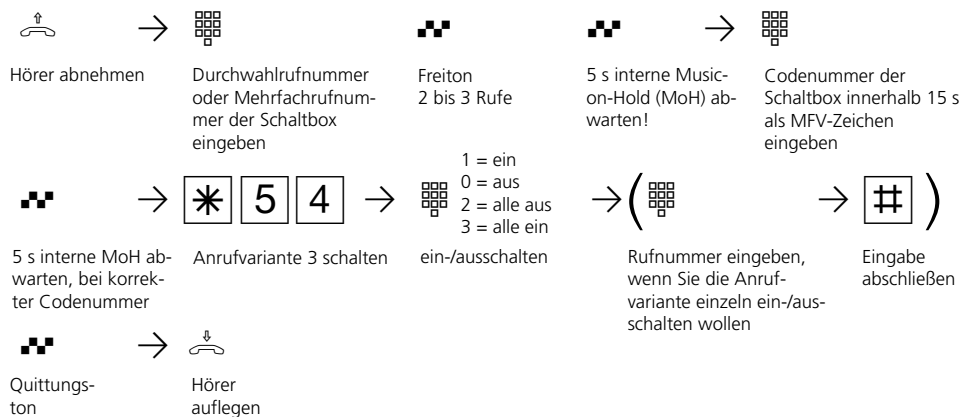 Hörer abnehmen
Durchwahlrufnummer
oder Mehrfachrufnum-
mer der Schaltbox
eingeben
Freiton
2 bis 3 Rufe
5 s interne Music-
on-Hold (MoH) ab-
warten!
Codenummer der
Schaltbox innerhalb 15 s
als MFV-Zeichen
eingeben
5 s interne MoH ab-
warten, bei korrek-
ter Codenummer
* 5 4
Anrufvariante 3 schalten
1 = ein
0 = aus
2 = alle aus
3 = alle ein
ein-/ausschalten
(
Rufnummer eingeben,
wenn Sie die Anruf-
variante einzeln ein-/aus-
schalten wollen
# )
Eingabe
abschließen
Quittungs-
ton
Hörer
auflegen